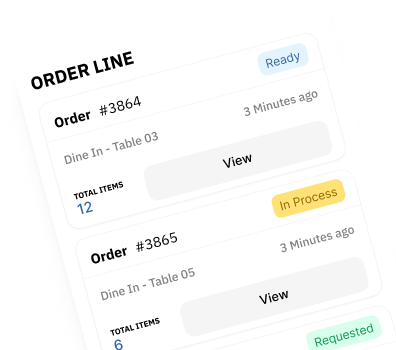 ORDER LINE
Order #3864 Ready
Dine In - Table 03 3 Minutes ago
TOTAL ITEMS
12
View
Order #3865 In Process
Dine In - Table 05 3 Minutes ago
TOTAL ITEMS
6
View
Requested